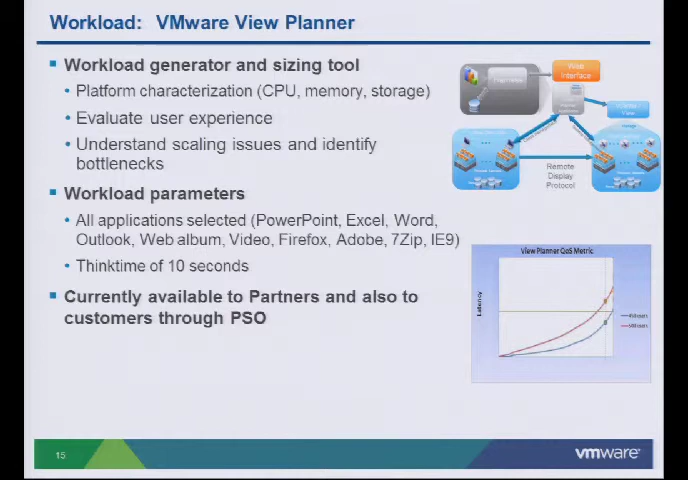 Workload: VMware View Planner
Workload generator and sizing tool
Platform characterization (CPU, memory, storage)
Evaluate user experience
Understand scaling issues and identify
bottlenecks
Workload parameters
All applications selected (PowerPoint, Excel, Word,
Outlook, Web album, Video, Firefox, Adobe, 7Zip, IE9)
Thinktime of 10 seconds
Currently available to Partners and also to
customers through PSO
Web
Interface
View
Remote
Display
Protocol
View Planner QoS Metric
Latency
15
vmware